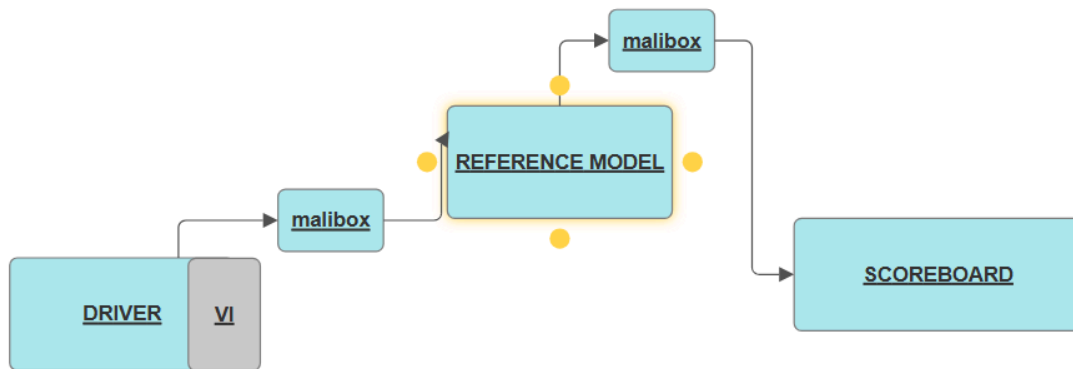 malibox
REFERENCE MODEL
malibox
SCOREBOARD
DRIVER
VI